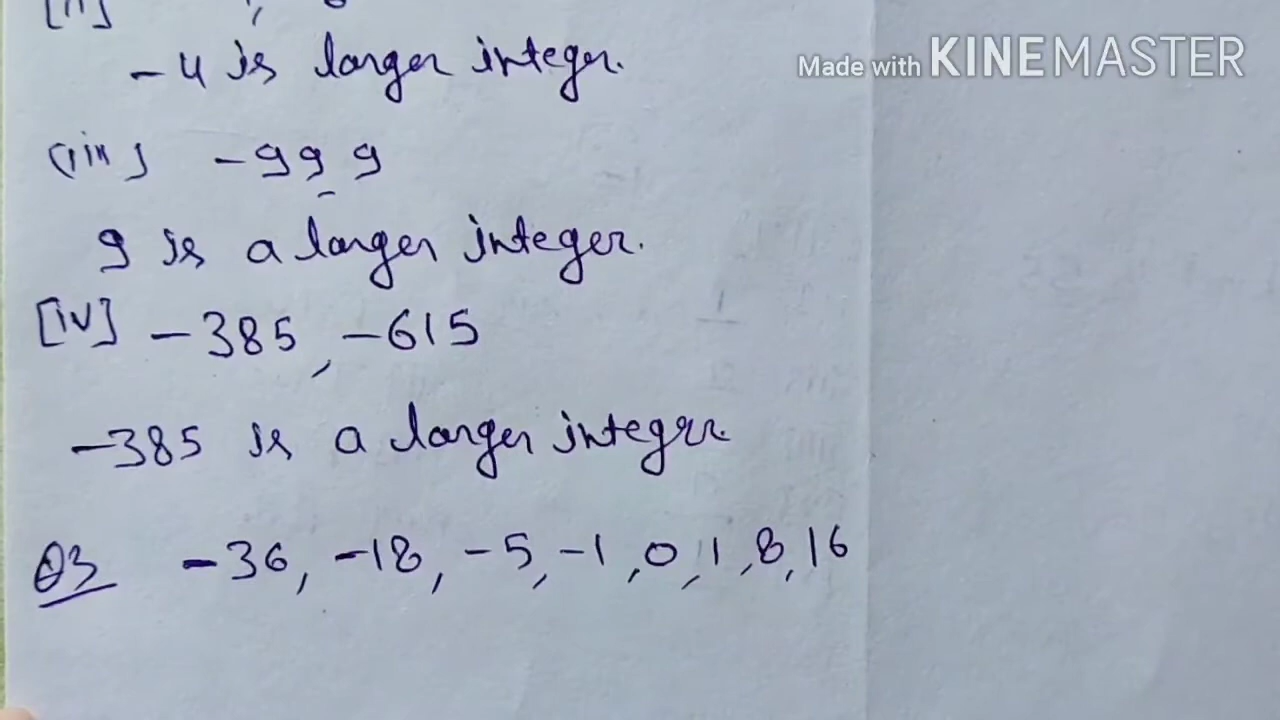 [ii]
-4 is larger integer.
Made with KINEMASTER
(iii) -99 9
9 is a larger integer.
[iv] -385, -615
-385 is a larger integer.
Q3 -36, -18, -5, -1, 0, 1, 8, 16